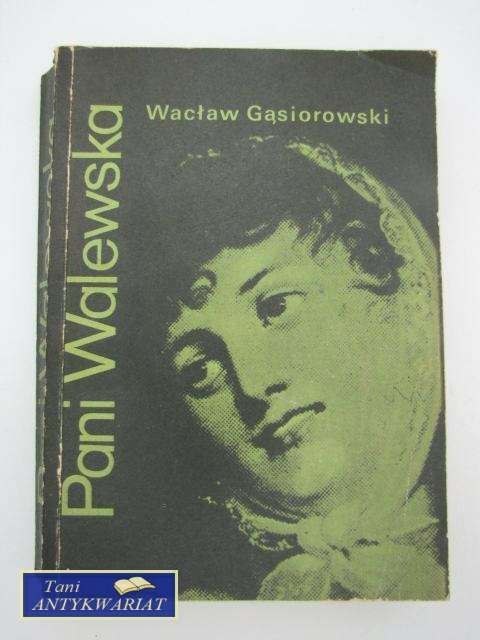 Wacław Gąsiorowski
Pani Walewska
Tani
ANTYKWARIAT